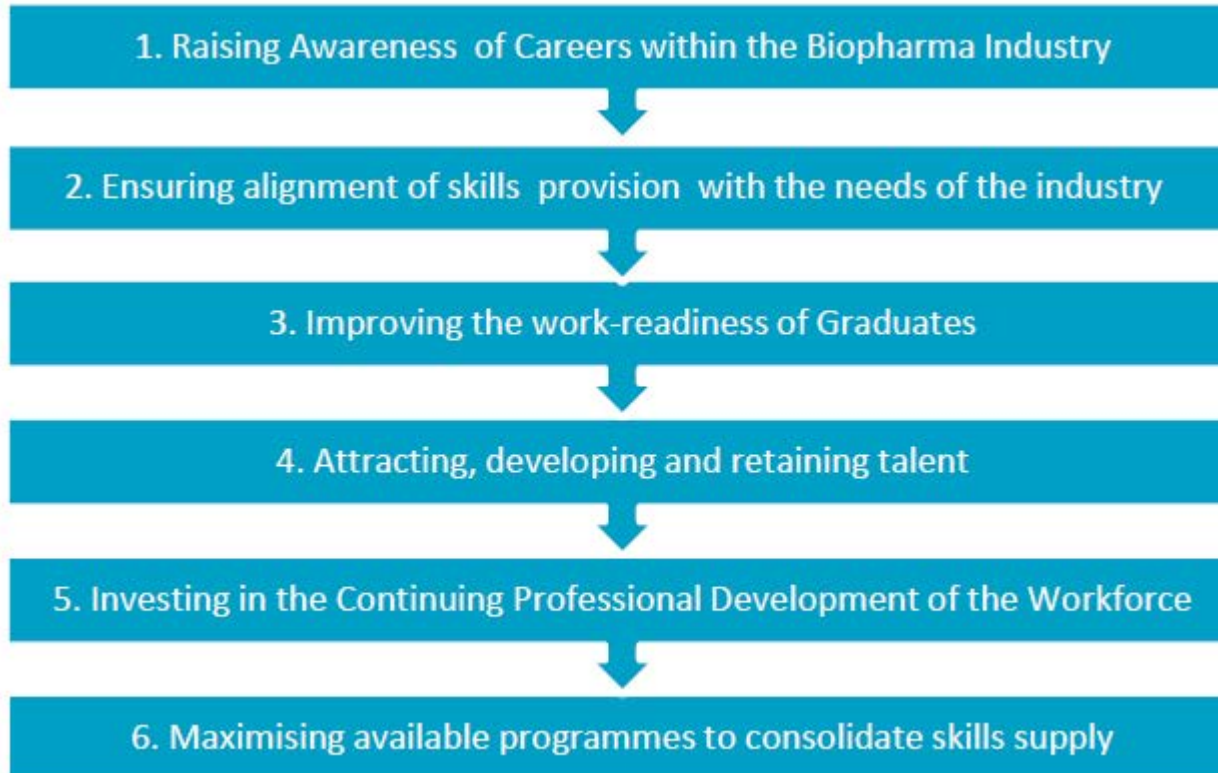 1. Raising Awareness  of Careers within the Biopharma Industry
2. Ensuring alignment of skills  provision  with the needs of the industry
3. Improving the work-readiness of Graduates
4. Attracting, developing and retaining talent
5. Investing in the Continuing Professional Development of the Workforce
6. Maximising available programmes to consolidate skills supply